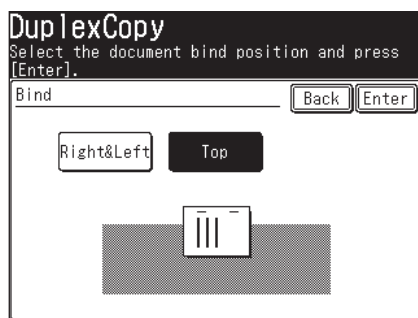 DuplexCopy
Select the document bind position and press
[Enter].
Bind
Back Enter
Right&Left Top